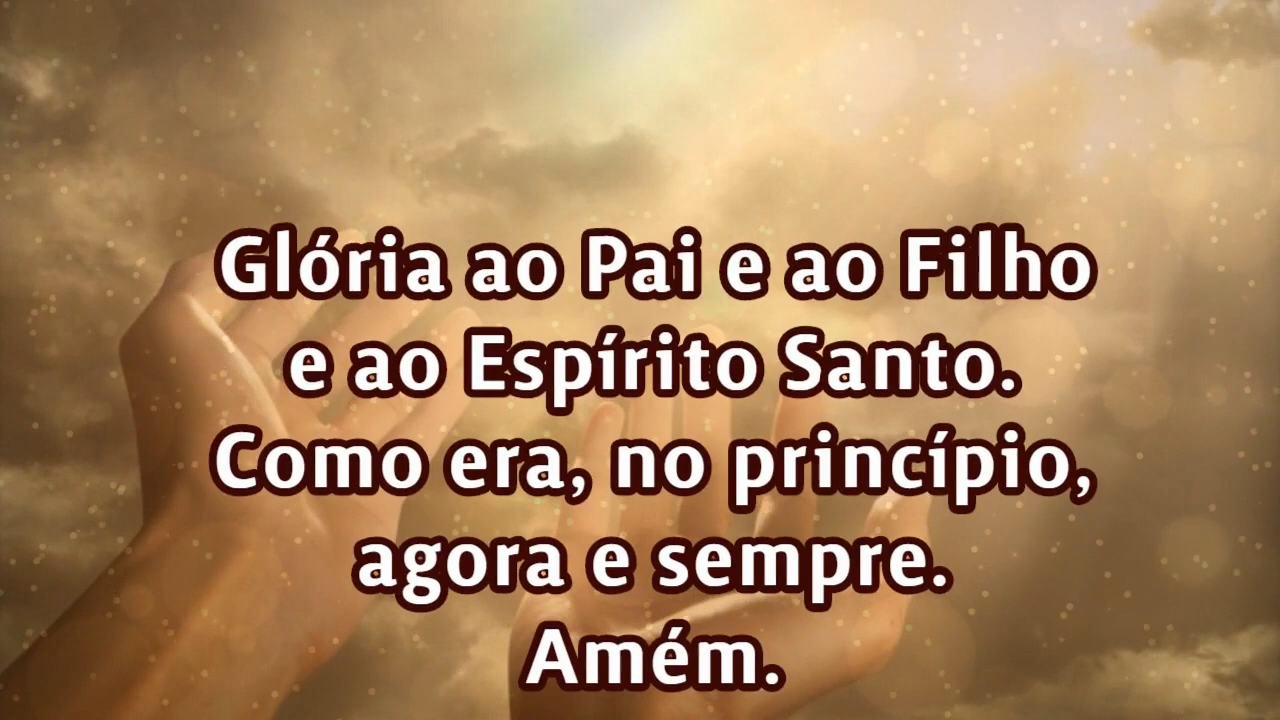 Glória ao Pai e ao Filho
e ao Espírito Santo.
Como era, no princípio,
agora e sempre.
Amém.